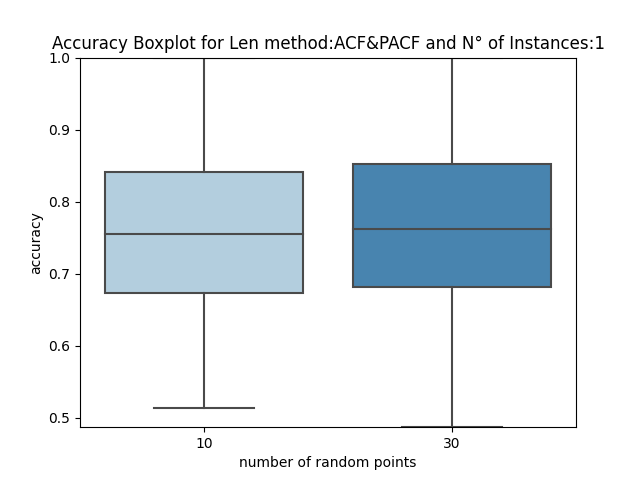 Accuracy Boxplot for Len method:ACF&PACF and N° of Instances:1
1.0
0.9
0.8
0.7
0.6
0.5
accuracy
10
30
number of random points